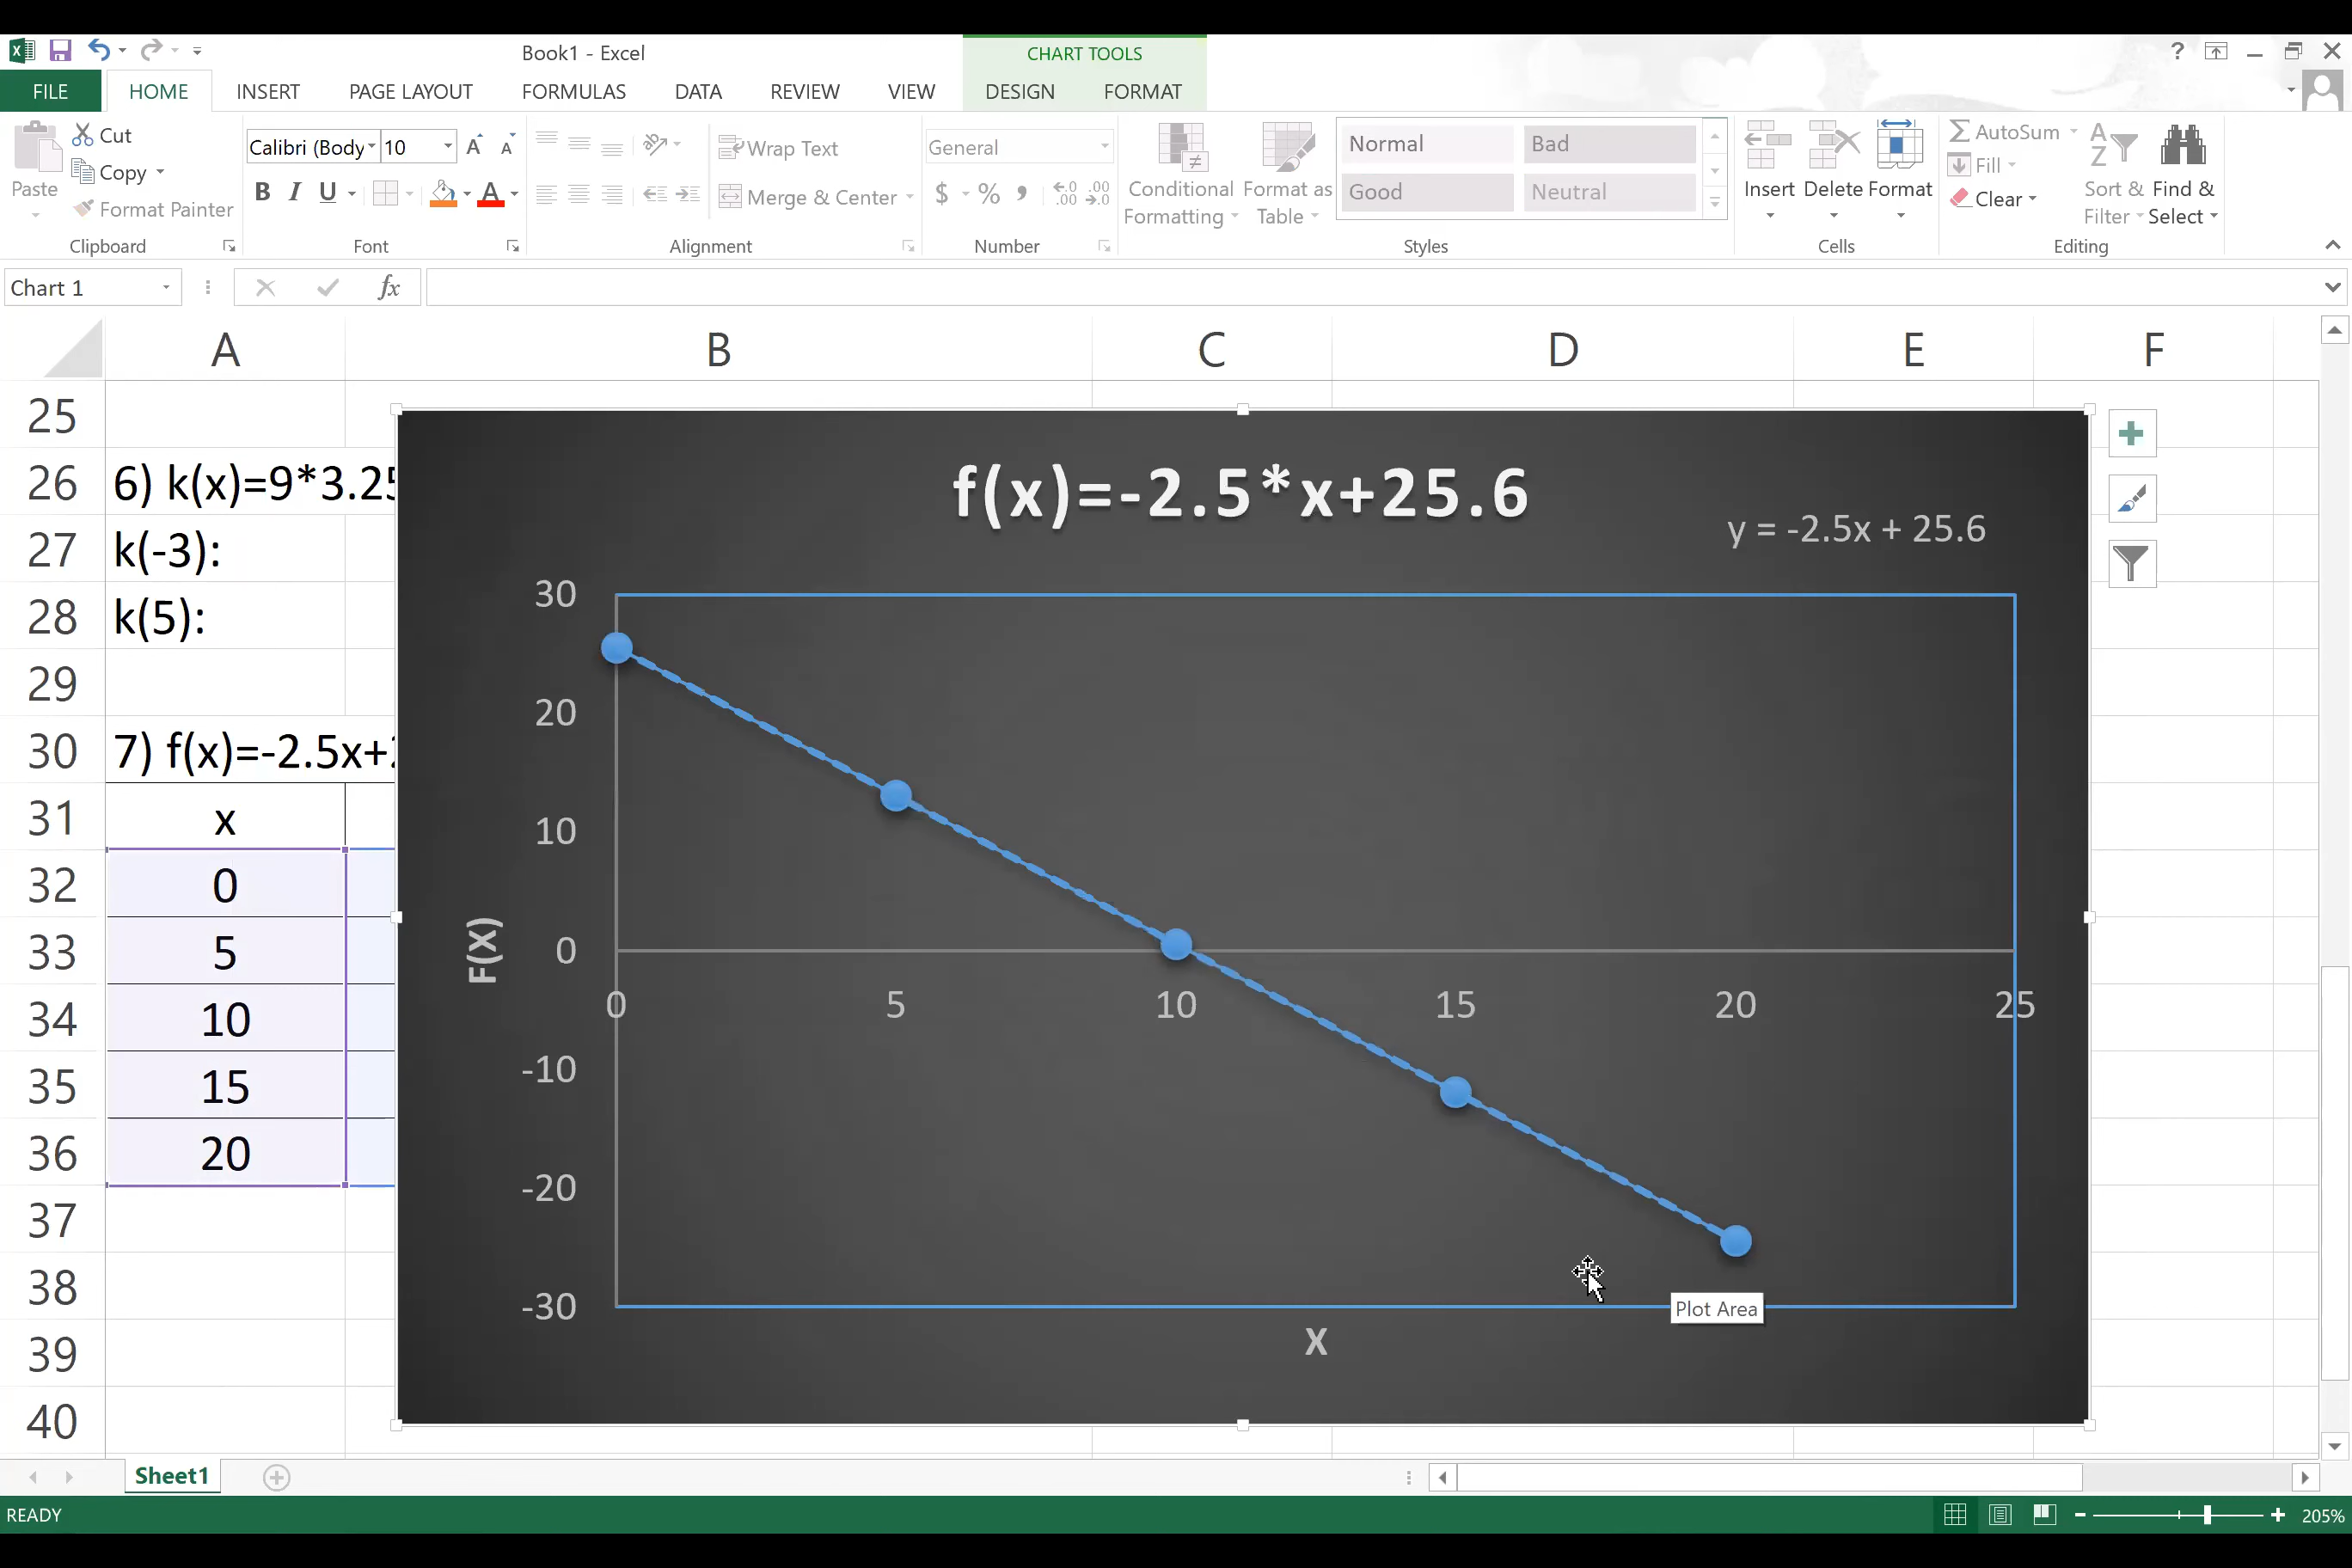 Book1 - Excel
CHART TOOLS
?
FILE HOME INSERT PAGE LAYOUT FORMULAS DATA REVIEW VIEW DESIGN FORMAT
Paste
Cut
Copy
Format Painter
Clipboard
Calibri (Body
10
A A
B I U A
Font
Wrap Text
Merge & Center
Alignment
General
$ % , .00 .00
Number
Conditional Formatting
Format as Table
Normal Bad
Good Neutral
Styles
Insert Delete Format
Cells
AutoSum
Fill
Clear
Sort & Filter
Find & Select
Editing
Chart 1
fx
A B C D E F
25
26 6) k(x)=9*3.25
27 k(-3):
28 k(5):
29
30 7) f(x)=-2.5x+
31 x
32 0
33 5
34 10
35 15
36 20
37
38
39
40
f(x)=-2.5*x+25.6
y = -2.5x + 25.6
30
20
10
0
-10
-20
-30
F(X)
0 5 10 15 20 25
X
Plot Area
Sheet1
READY
205%